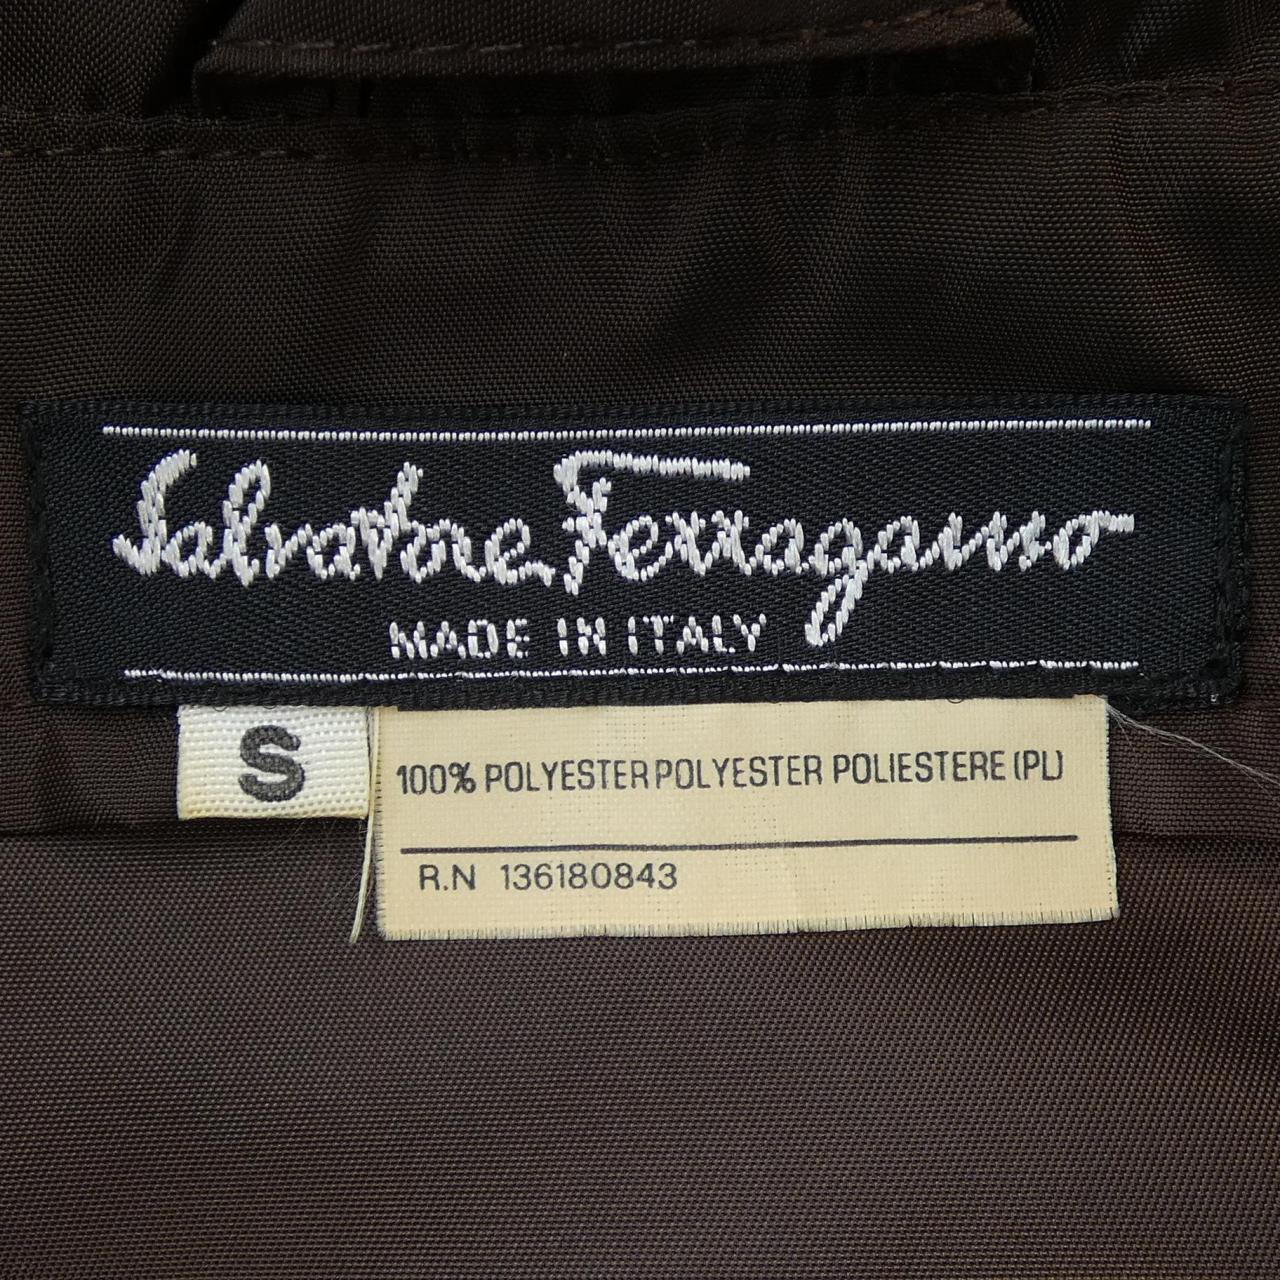 Salvatore Ferragamo
MADE IN ITALY
S
100% POLYESTER POLYESTER POLIESTERE (PL)
R.N 136180843